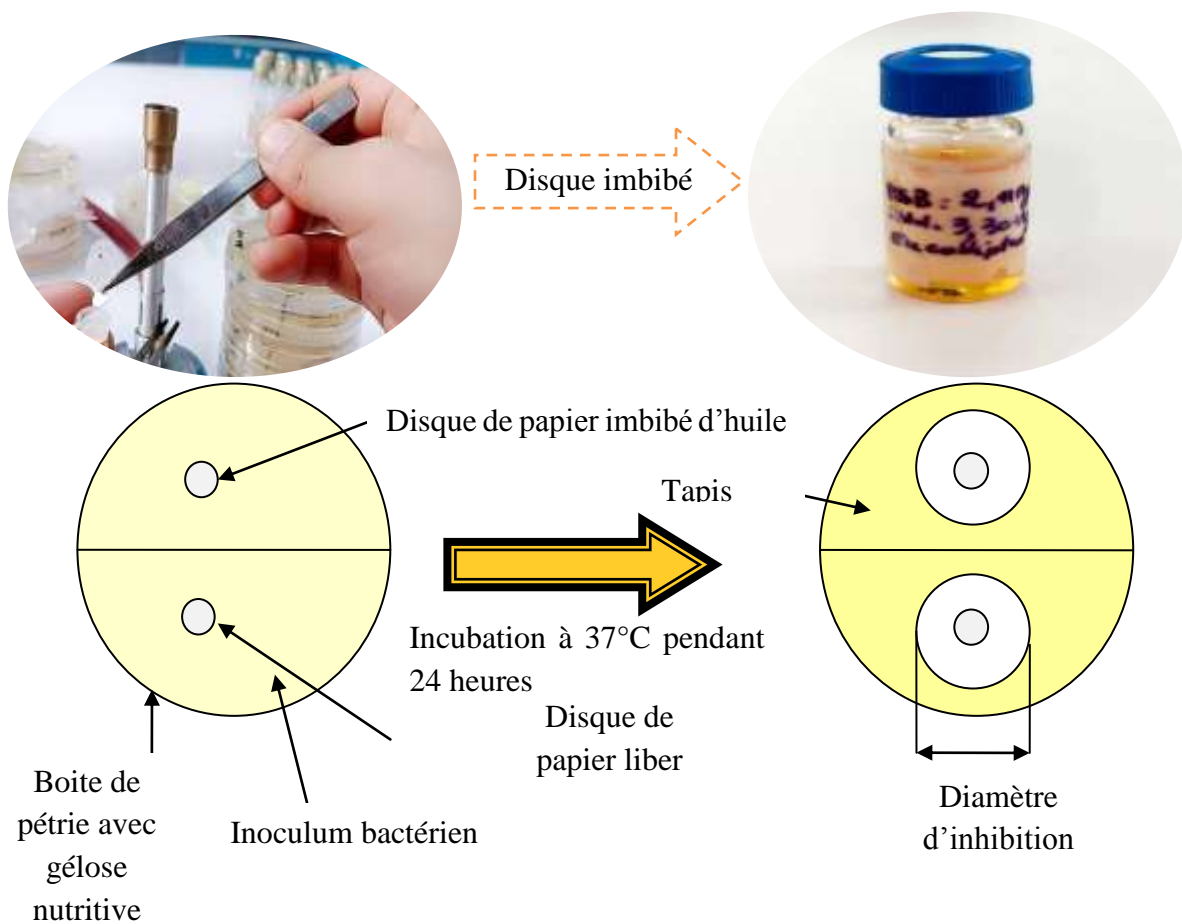 Disque imbibé
Disque de papier imbibé d’huile
Tapis
Incubation à 37°C pendant
24 heures
Disque de
papier liber
Boite de
pétrie avec
gélose
nutritive
Inoculum bactérien
Diamètre
d’inhibition